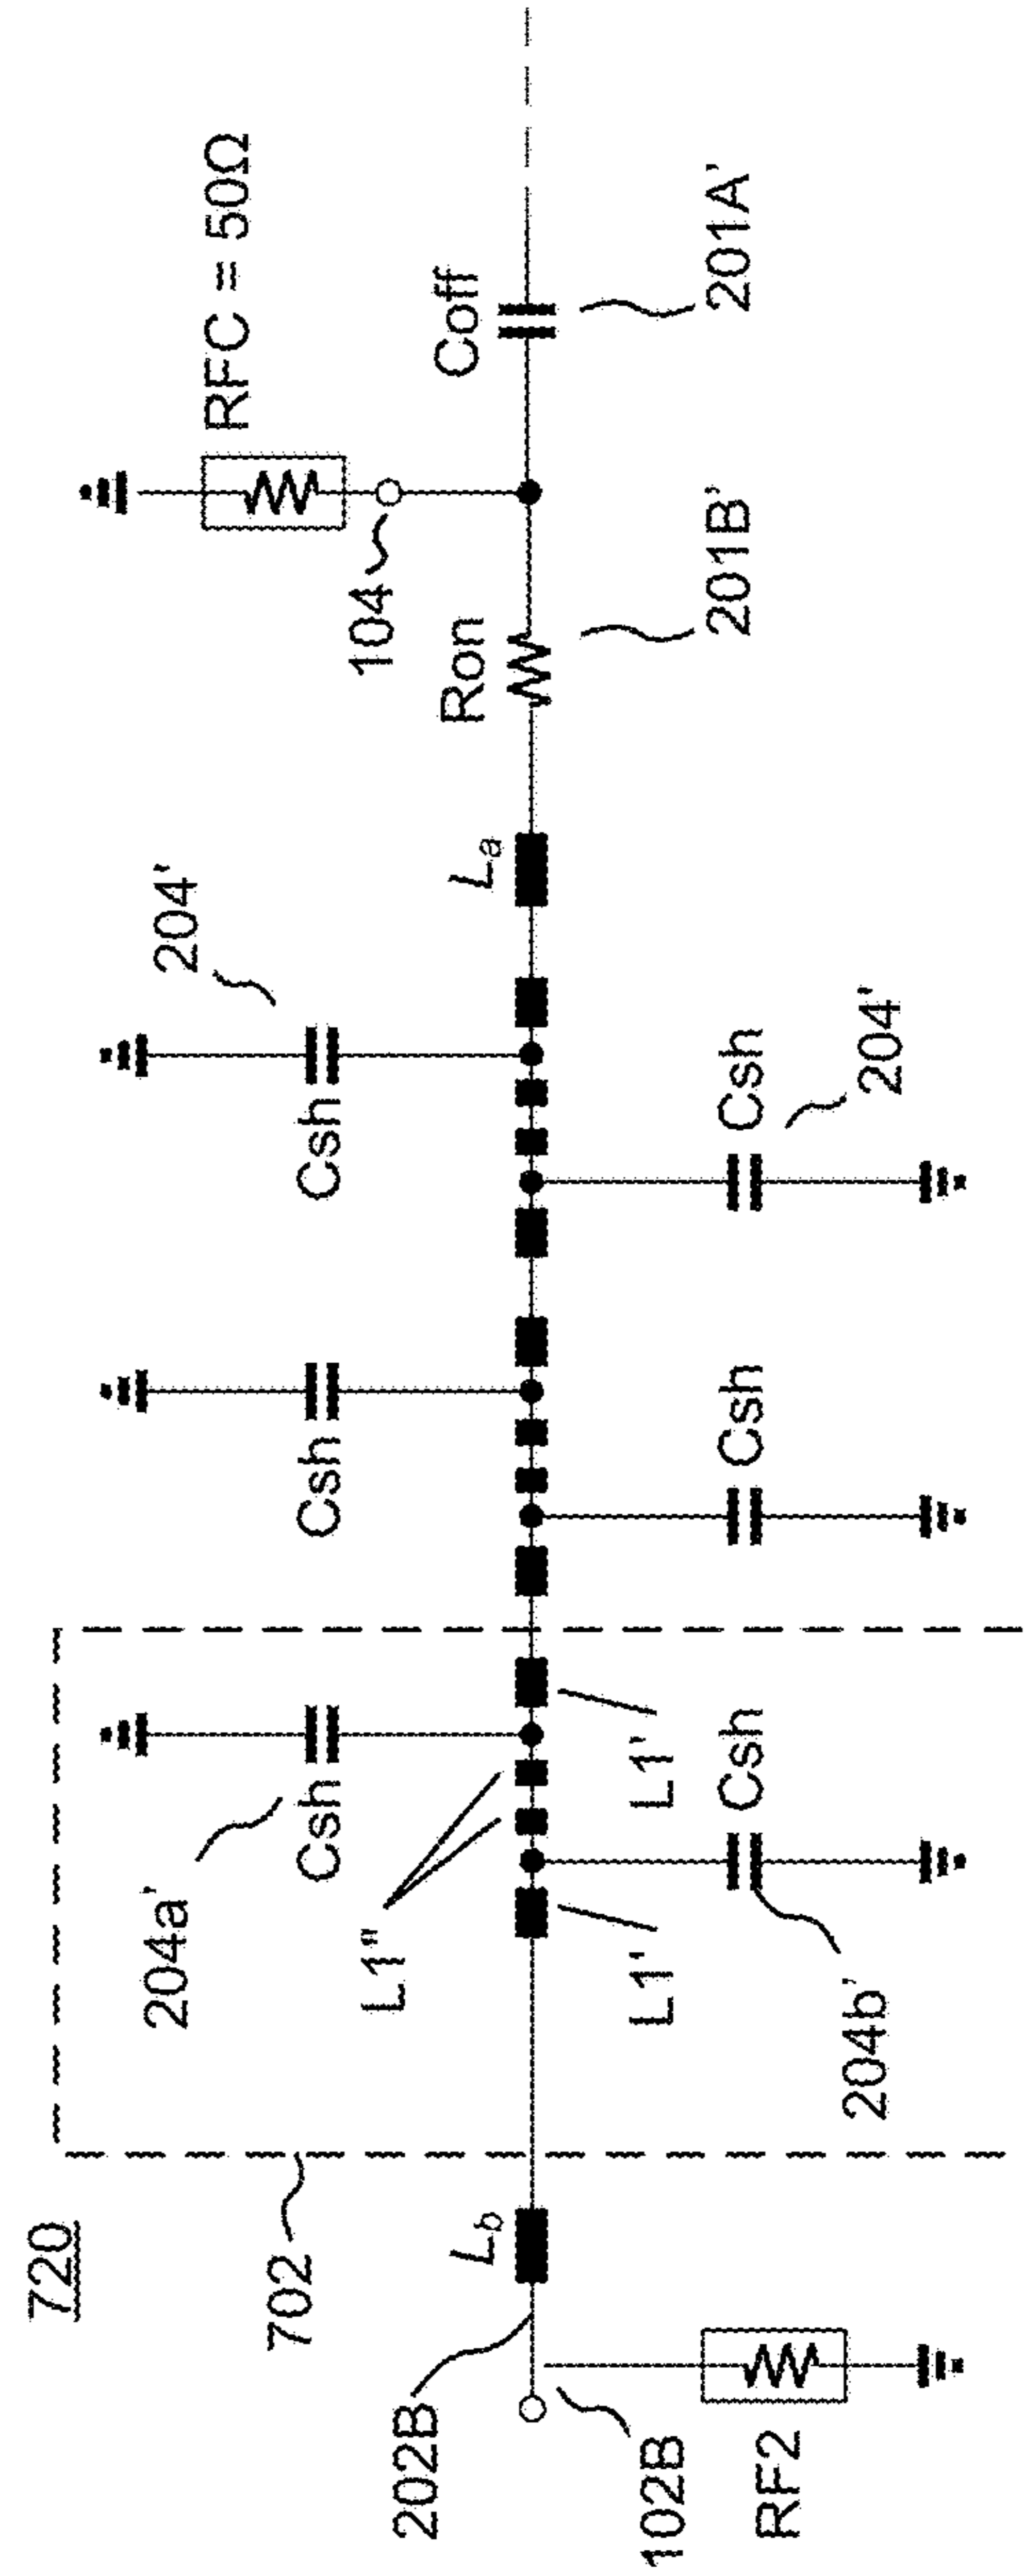 720
702
204a'
Csh
Csh
Csh
204'
104
RFC = 50Ω
L1"
202B
Lb
La
Ron
Coff
102B
RF2
L1'
L1'
204b'
Csh
Csh
Csh
204'
201B'
201A'